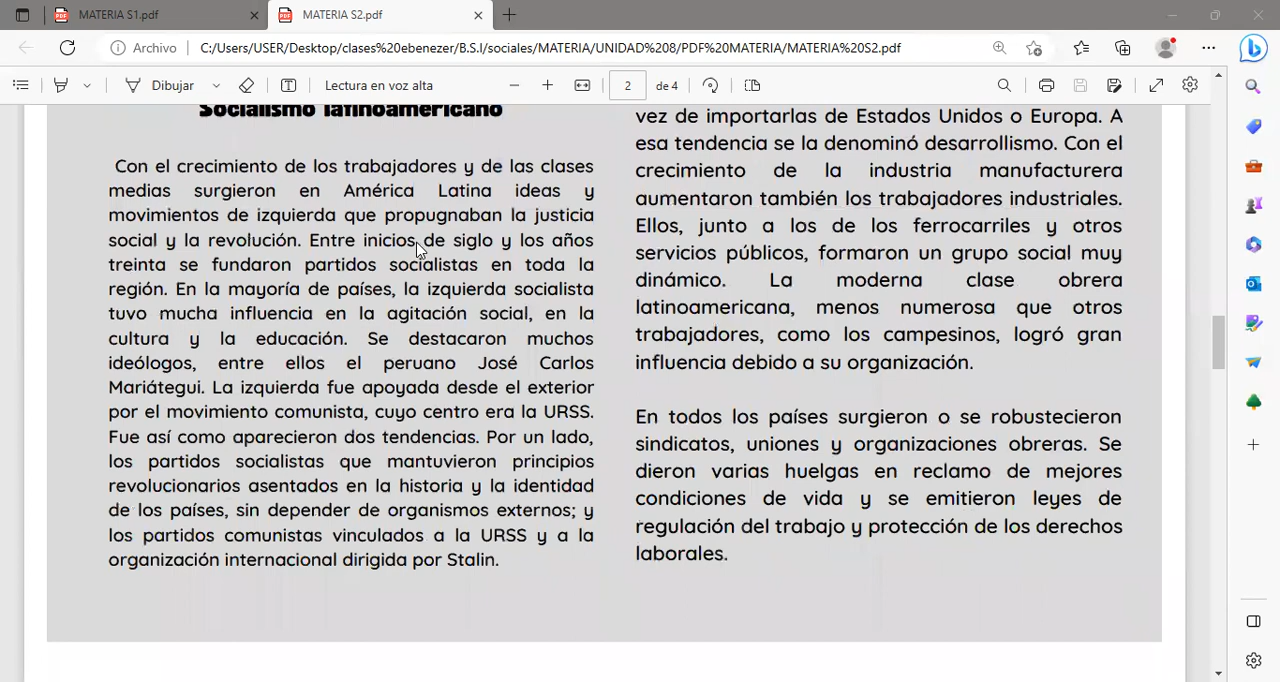 MATERIA S1.pdf
MATERIA S2.pdf
Archivo
C:/Users/USER/Desktop/clases%20ebenezer/B.S.I/sociales/MATERIA/UNIDAD%208/PDF%20MATERIA/MATERIA%20S2.pdf
Dibujar
Lectura en voz alta
2
de 4
Socialismo latinoamericano
Con el crecimiento de los trabajadores y de las clases
medias surgieron en América Latina ideas y
movimientos de izquierda que propugnaban la justicia
social y la revolución. Entre inicios de siglo y los años
treinta se fundaron partidos socialistas en toda la
región. En la mayoría de países, la izquierda socialista
tuvo mucha influencia en la agitación social, en la
cultura y la educación. Se destacaron muchos
ideólogos, entre ellos el peruano José Carlos
Mariátegui. La izquierda fue apoyada desde el exterior
por el movimiento comunista, cuyo centro era la URSS.
Fue así como aparecieron dos tendencias. Por un lado,
los partidos socialistas que mantuvieron principios
revolucionarios asentados en la historia y la identidad
de los países, sin depender de organismos externos; y
los partidos comunistas vinculados a la URSS y a la
organización internacional dirigida por Stalin.
vez de importarlas de Estados Unidos o Europa. A
esa tendencia se la denominó desarrollismo. Con el
crecimiento de la industria manufacturera
aumentaron también los trabajadores industriales.
Ellos, junto a los de los ferrocarriles y otros
servicios públicos, formaron un grupo social muy
dinámico. La moderna clase obrera
latinoamericana, menos numerosa que otros
trabajadores, como los campesinos, logró gran
influencia debido a su organización.
En todos los países surgieron o se robustecieron
sindicatos, uniones y organizaciones obreras. Se
dieron varias huelgas en reclamo de mejores
condiciones de vida y se emitieron leyes de
regulación del trabajo y protección de los derechos
laborales.